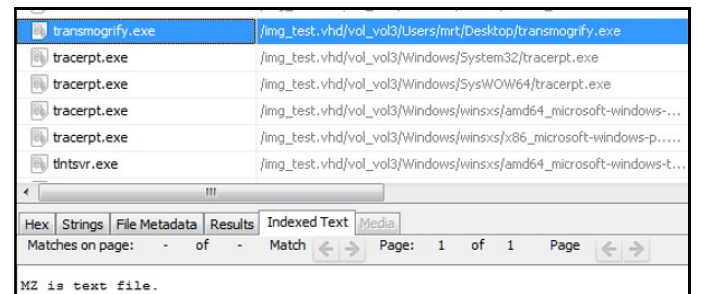 transmogrify.exe /img_test.vhd/vol_vol3/Users/mrt/Desktop/transmogrify.exe
tracerpt.exe /img_test.vhd/vol_vol3/Windows/System32/tracerpt.exe
tracerpt.exe /img_test.vhd/vol_vol3/Windows/SysWOW64/tracerpt.exe
tracerpt.exe /img_test.vhd/vol_vol3/Windows/winsxs/amd64_microsoft-windows-...
tracerpt.exe /img_test.vhd/vol_vol3/Windows/winsxs/x86_microsoft-windows-p.....
tlntsvr.exe /img_test.vhd/vol_vol3/Windows/winsxs/amd64_microsoft-windows-t...
Hex Strings File Metadata Results Indexed Text Media
Matches on page: - of - Match Page: 1 of 1 Page
MZ is text file.